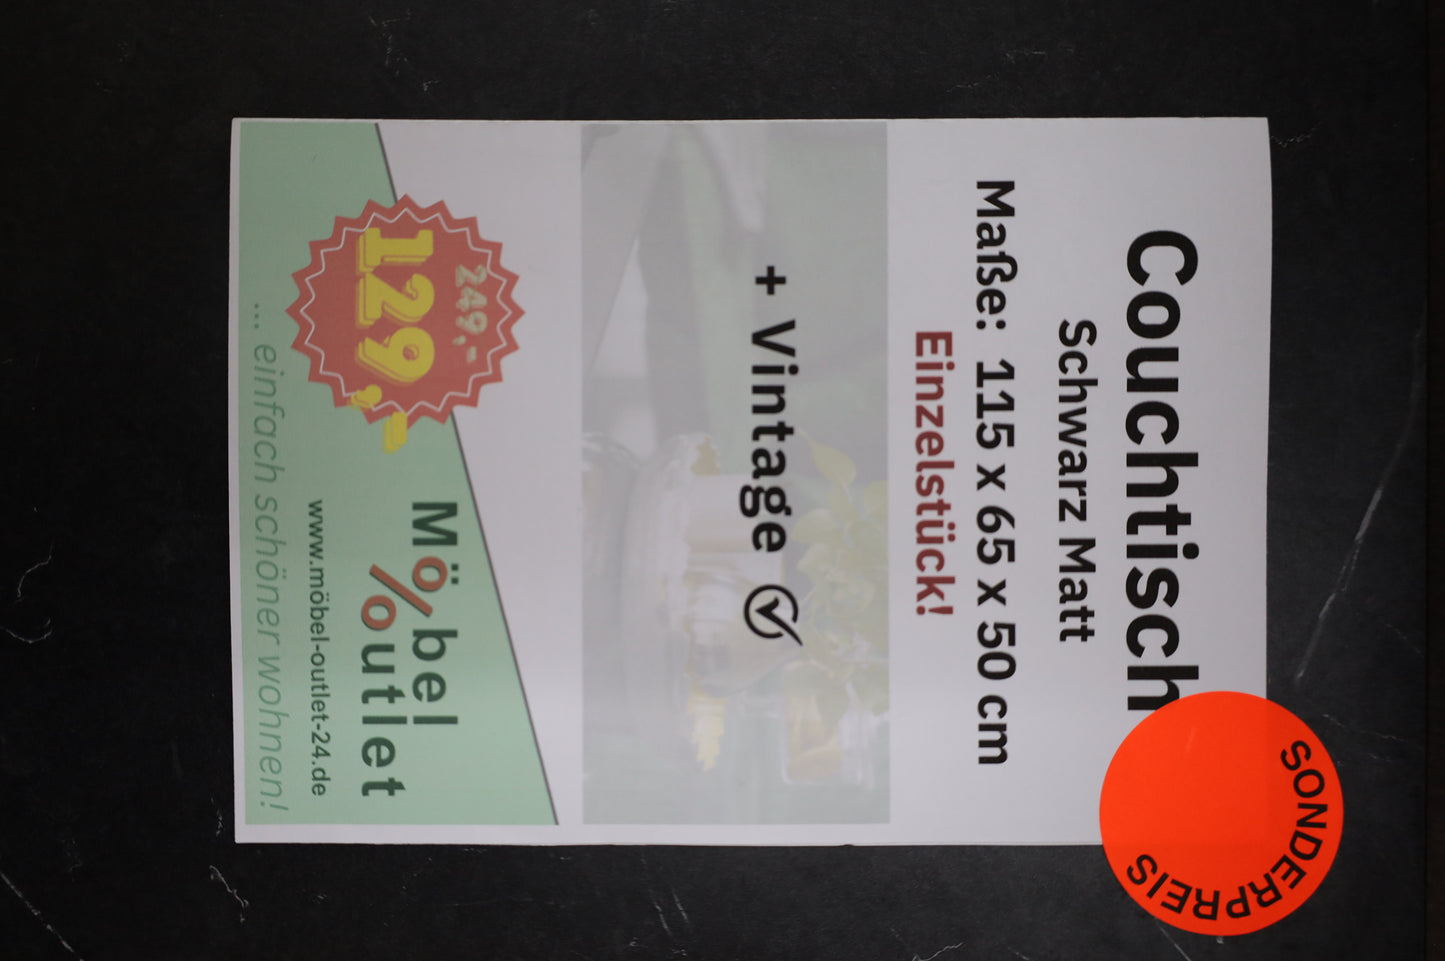 Couchtisch
Schwarz Matt
Maße: 115 x 65 x 50 cm
Einzelstück!
+ Vintage
249,-
129,-
Möbel
%outlet
www.möbel-outlet-24.de
... einfach schöner wohnen!
SONDERPREIS